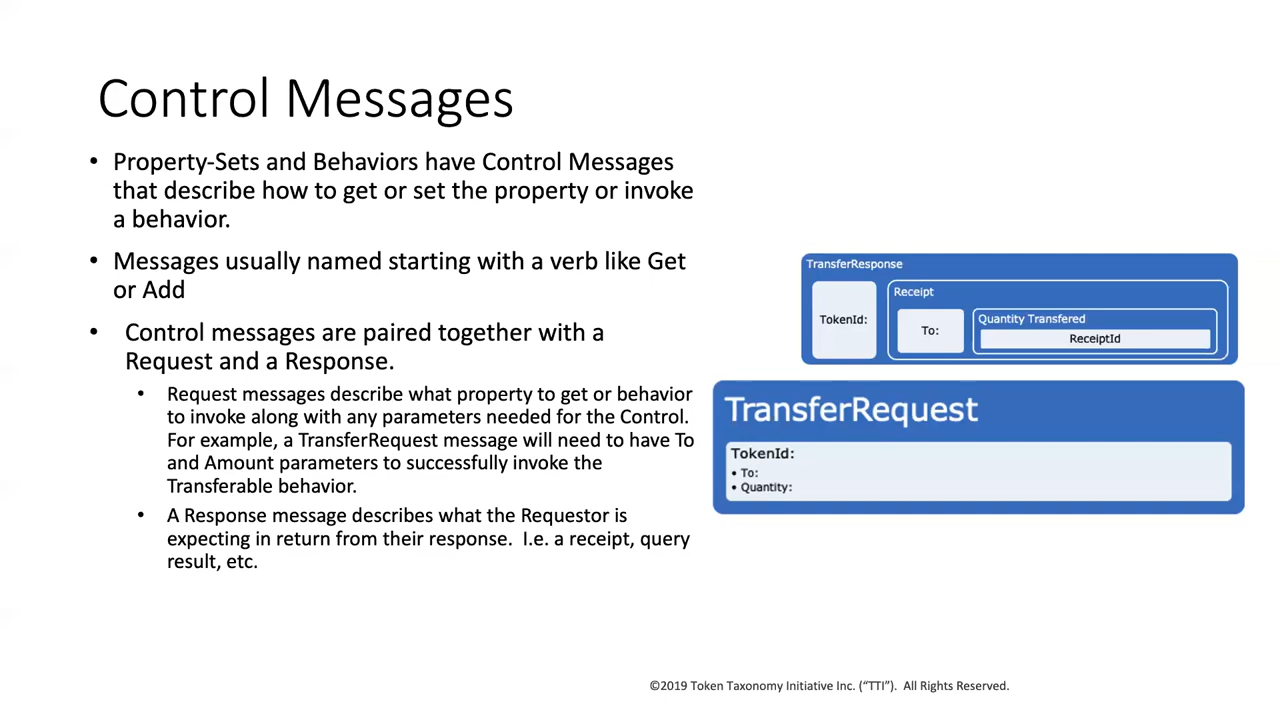 Control Messages
• Property-Sets and Behaviors have Control Messages
that describe how to get or set the property or invoke
a behavior.
• Messages usually named starting with a verb like Get
or Add
• Control messages are paired together with a
Request and a Response.
• Request messages describe what property to get or behavior
to invoke along with any parameters needed for the Control.
For example, a TransferRequest message will need to have To
and Amount parameters to successfully invoke the
Transferable behavior.
• A Response message describes what the Requestor is
expecting in return from their response.  I.e. a receipt, query
result, etc.
TransferResponse
TokenId:
Receipt
To:
Quantity Transfered
ReceiptId
TransferRequest
TokenId:
• To:
• Quantity:
©2019 Token Taxonomy Initiative Inc. (“TTI”).  All Rights Reserved.